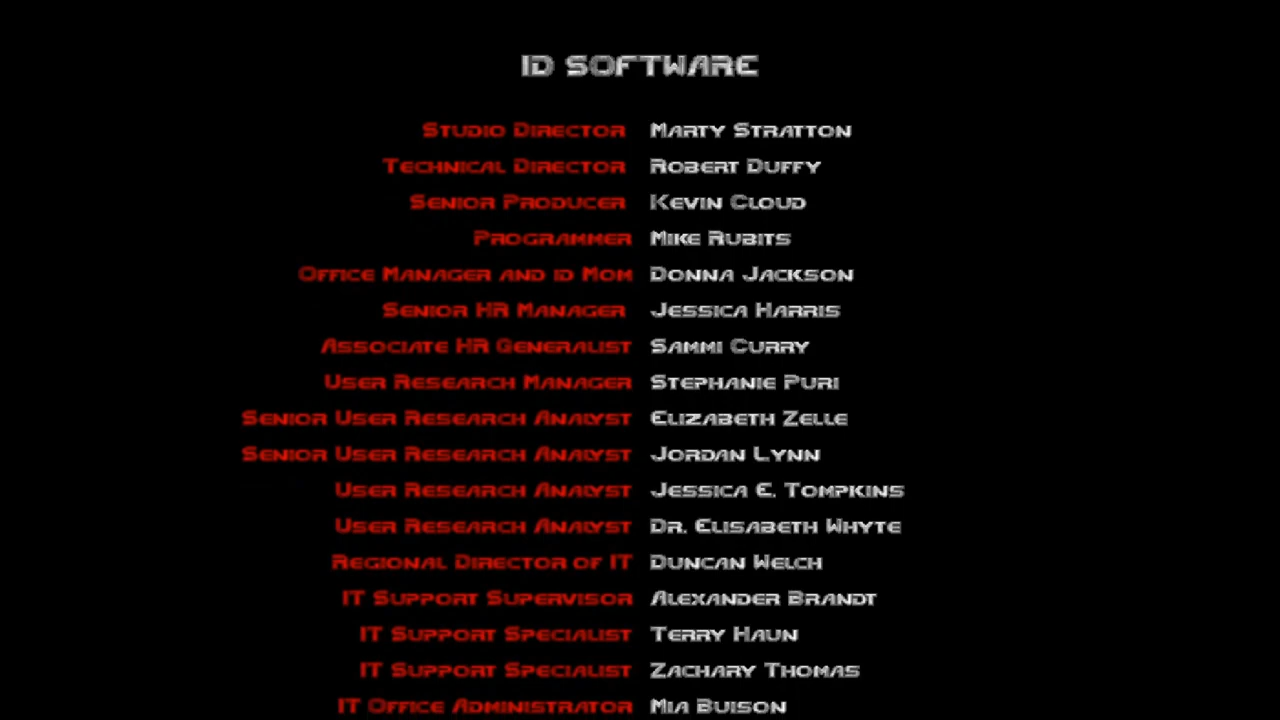 ID SOFTWARE
STUDIO DIRECTOR MARTY STRATTON
TECHNICAL DIRECTOR ROBERT DUFFY
SENIOR PRODUCER KEVIN CLOUD
PROGRAMMER MIKE RUBITS
OFFICE MANAGER AND ID MOM DONNA JACKSON
SENIOR HR MANAGER JESSICA HARRIS
ASSOCIATE HR GENERALIST SAMMI CURRY
USER RESEARCH MANAGER STEPHANIE PURI
SENIOR USER RESEARCH ANALYST ELIZABETH ZELLE
SENIOR USER RESEARCH ANALYST JORDAN LYNN
USER RESEARCH ANALYST JESSICA E. TOMPKINS
USER RESEARCH ANALYST DR. ELISABETH WHYTE
REGIONAL DIRECTOR OF IT DUNCAN WELCH
IT SUPPORT SUPERVISOR ALEXANDER BRANDT
IT SUPPORT SPECIALIST TERRY HAUN
IT SUPPORT SPECIALIST ZACHARY THOMAS
IT OFFICE ADMINISTRATOR MIA BUISON